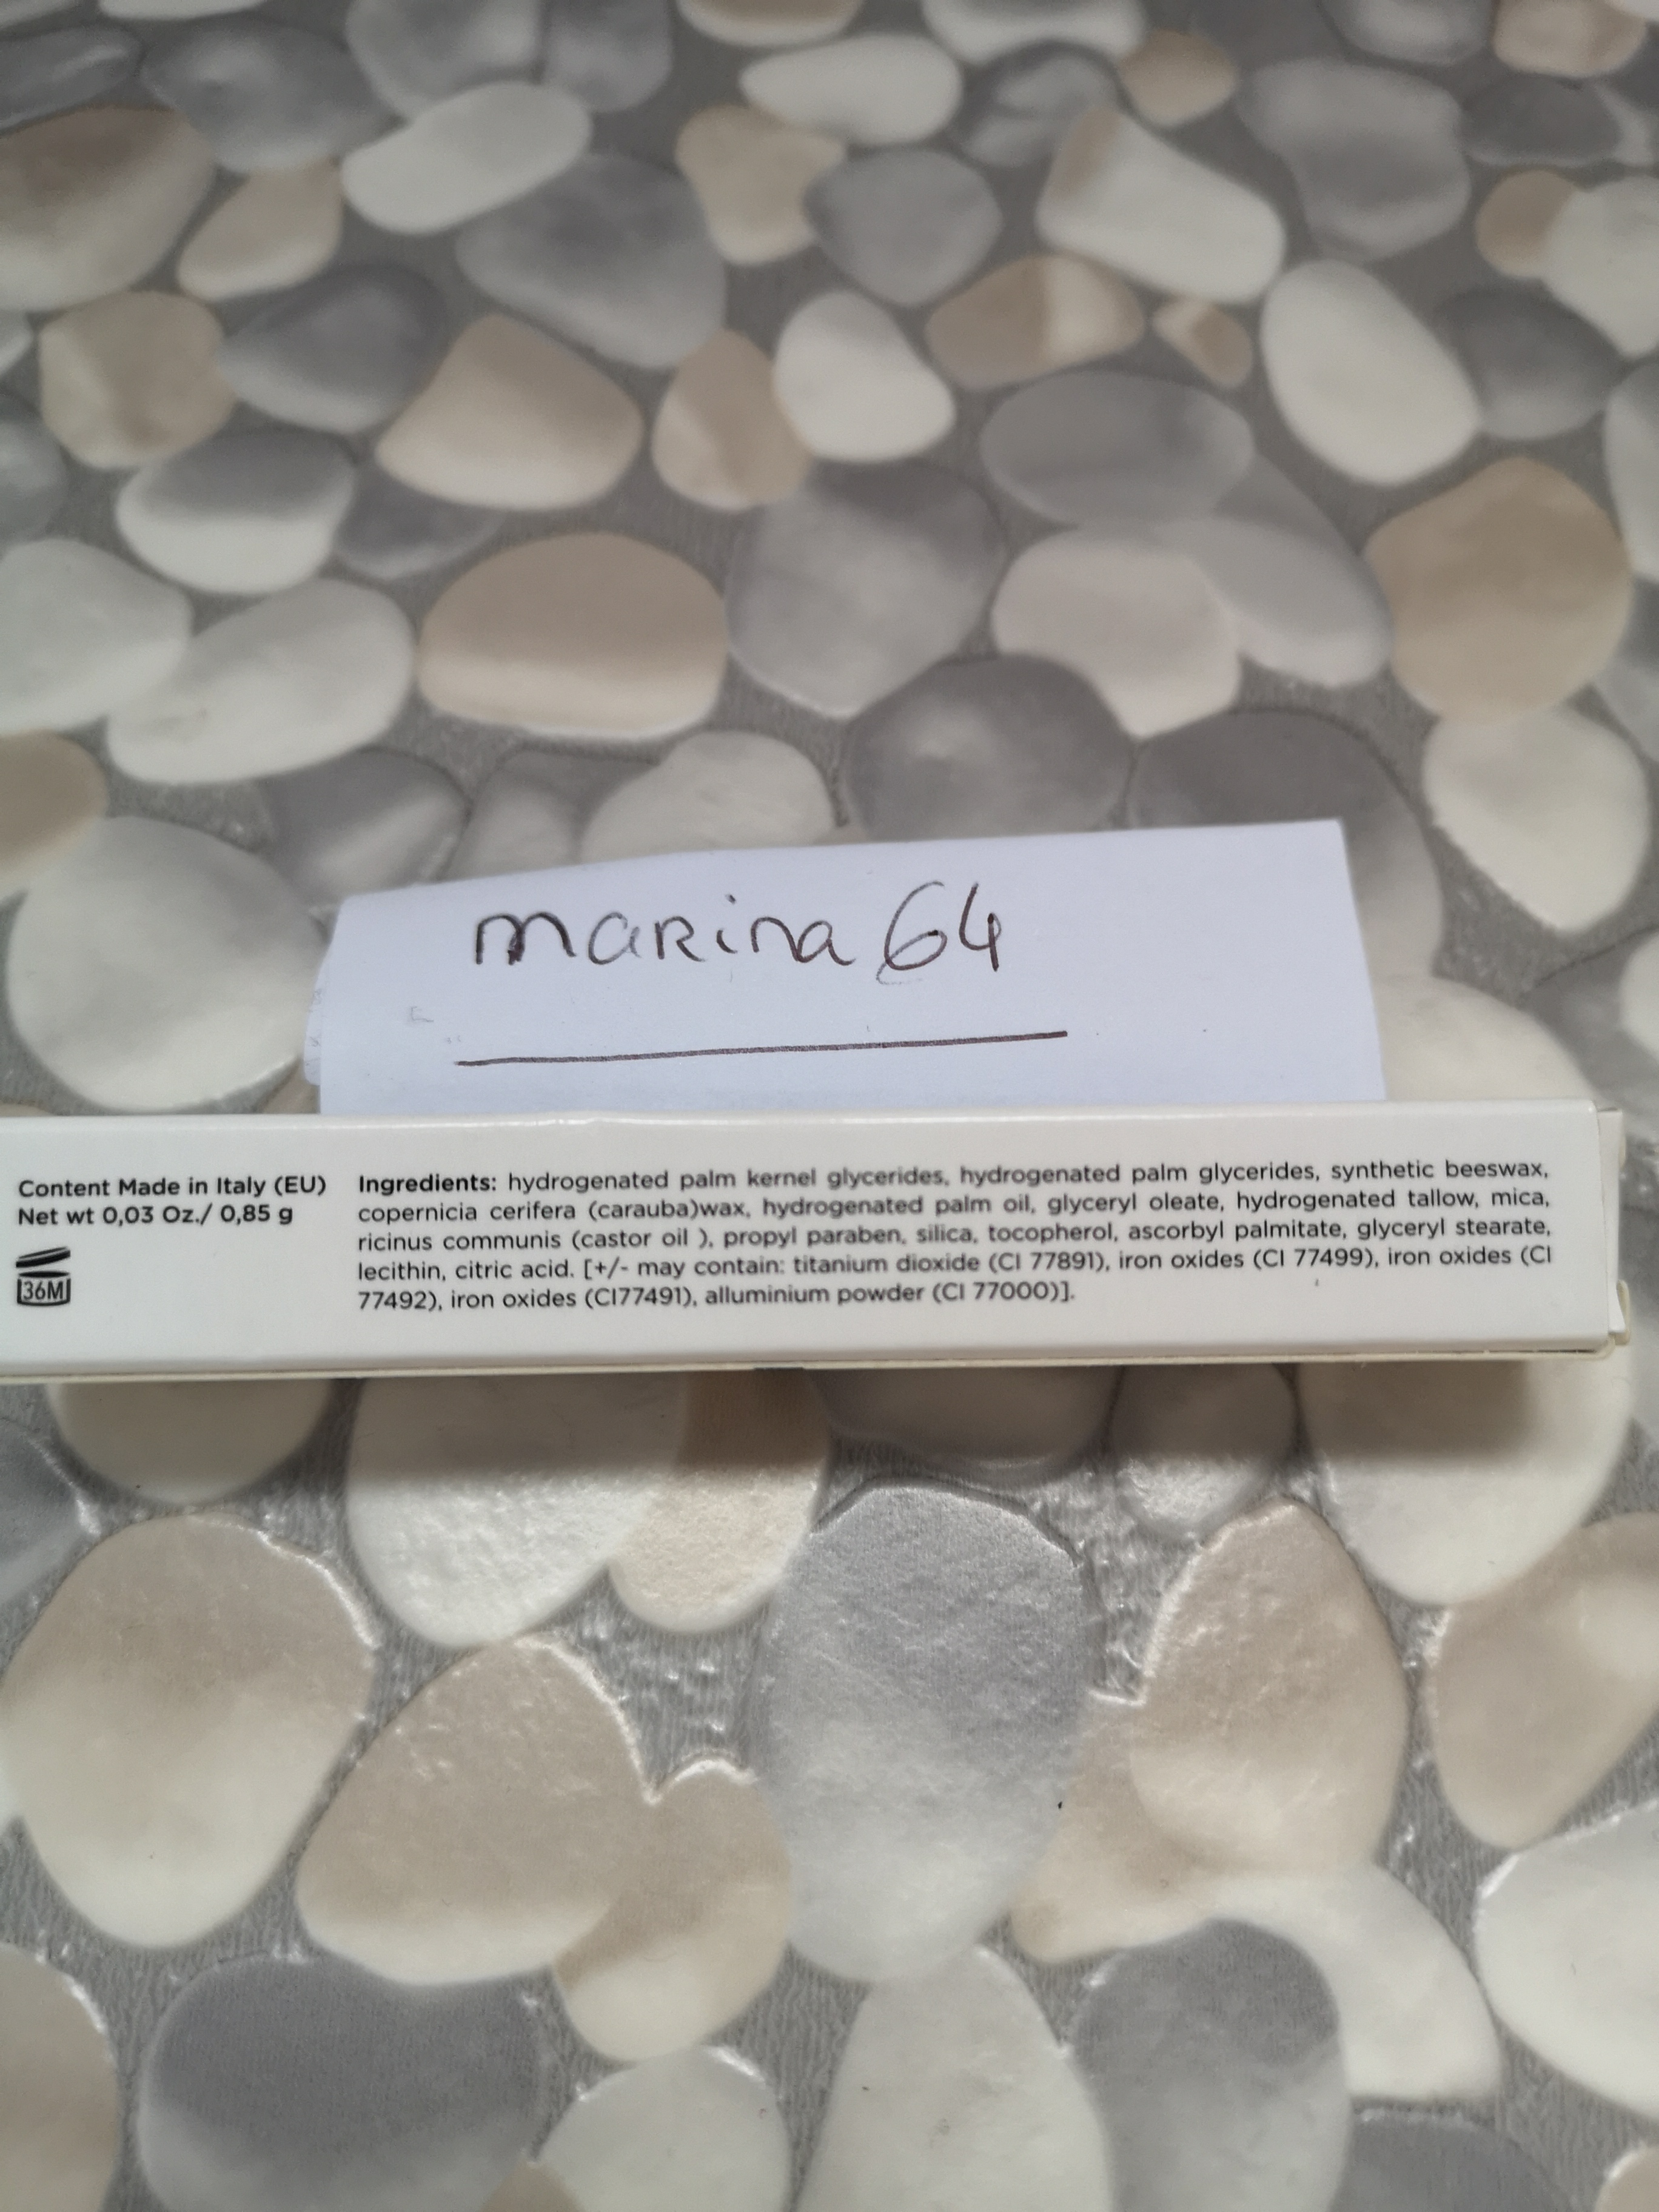 marina 64
Content Made in Italy (EU)
Net wt 0,03 Oz./ 0,85 g
36M
Ingredients: hydrogenated palm kernel glycerides, hydrogenated palm glycerides, synthetic beeswax,
copernicia cerifera (carauba)wax, hydrogenated palm oil, glyceryl oleate, hydrogenated tallow, mica,
ricinus communis (castor oil ), propyl paraben, silica, tocopherol, ascorbyl palmitate, glyceryl stearate,
lecithin, citric acid. [+/- may contain: titanium dioxide (CI 77891), iron oxides (CI 77499), iron oxides (CI
77492), iron oxides (CI77491), alluminium powder (CI 77000)].